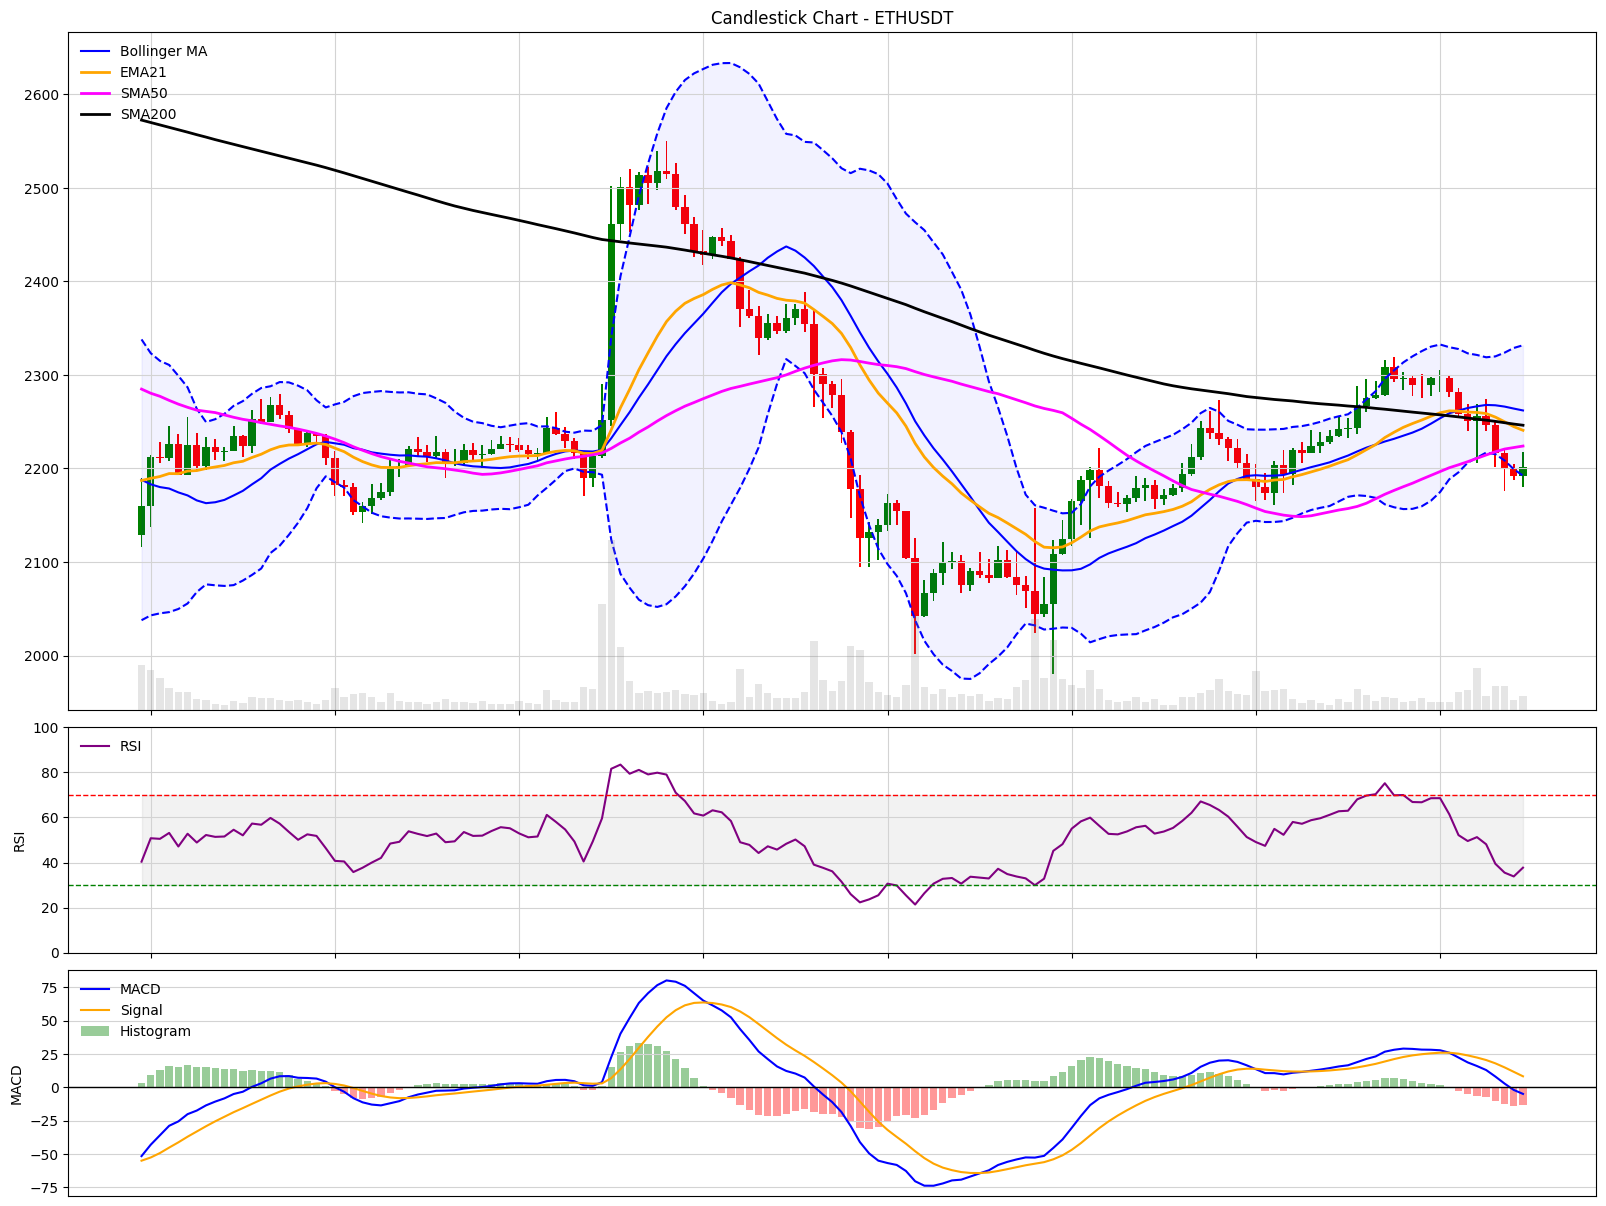 Candlestick Chart - ETHUSDT
Bollinger MA
EMA21
SMA50
SMA200
2600
2500
2400
2300
2200
2100
2000
RSI
100
80
60
40
20
0
RSI
MACD
Signal
Histogram
75
50
25
0
−25
−50
−75
MACD